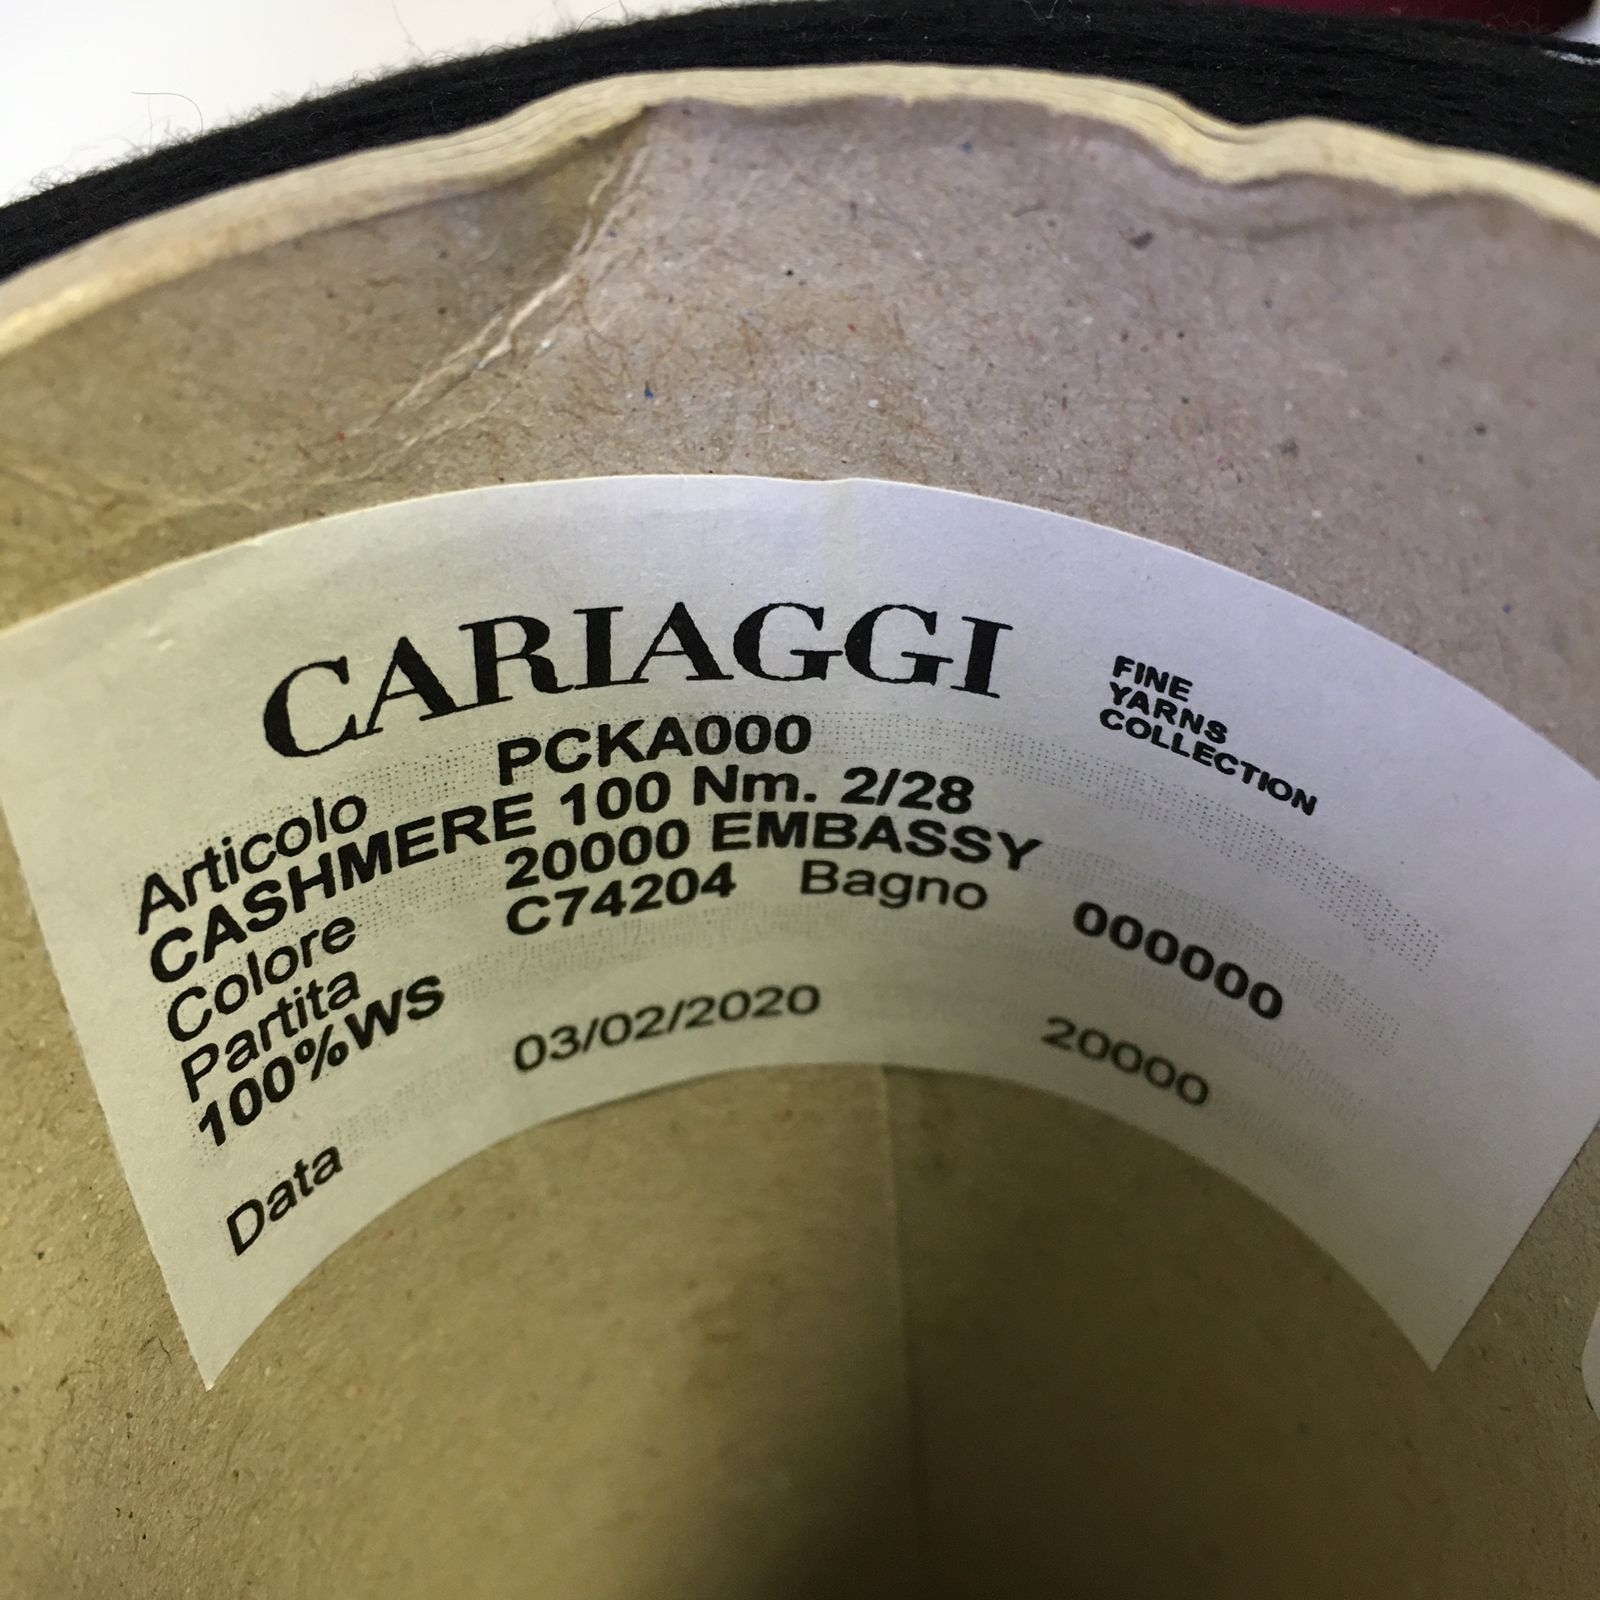 CARIAGGI
FINE
YARNS
COLLECTION
Articolo PCKA000
CASHMERE 100 Nm. 2/28
Colore 20000 EMBASSY
Partita C74204 Bagno 000000
100%WS
Data 03/02/2020 20000